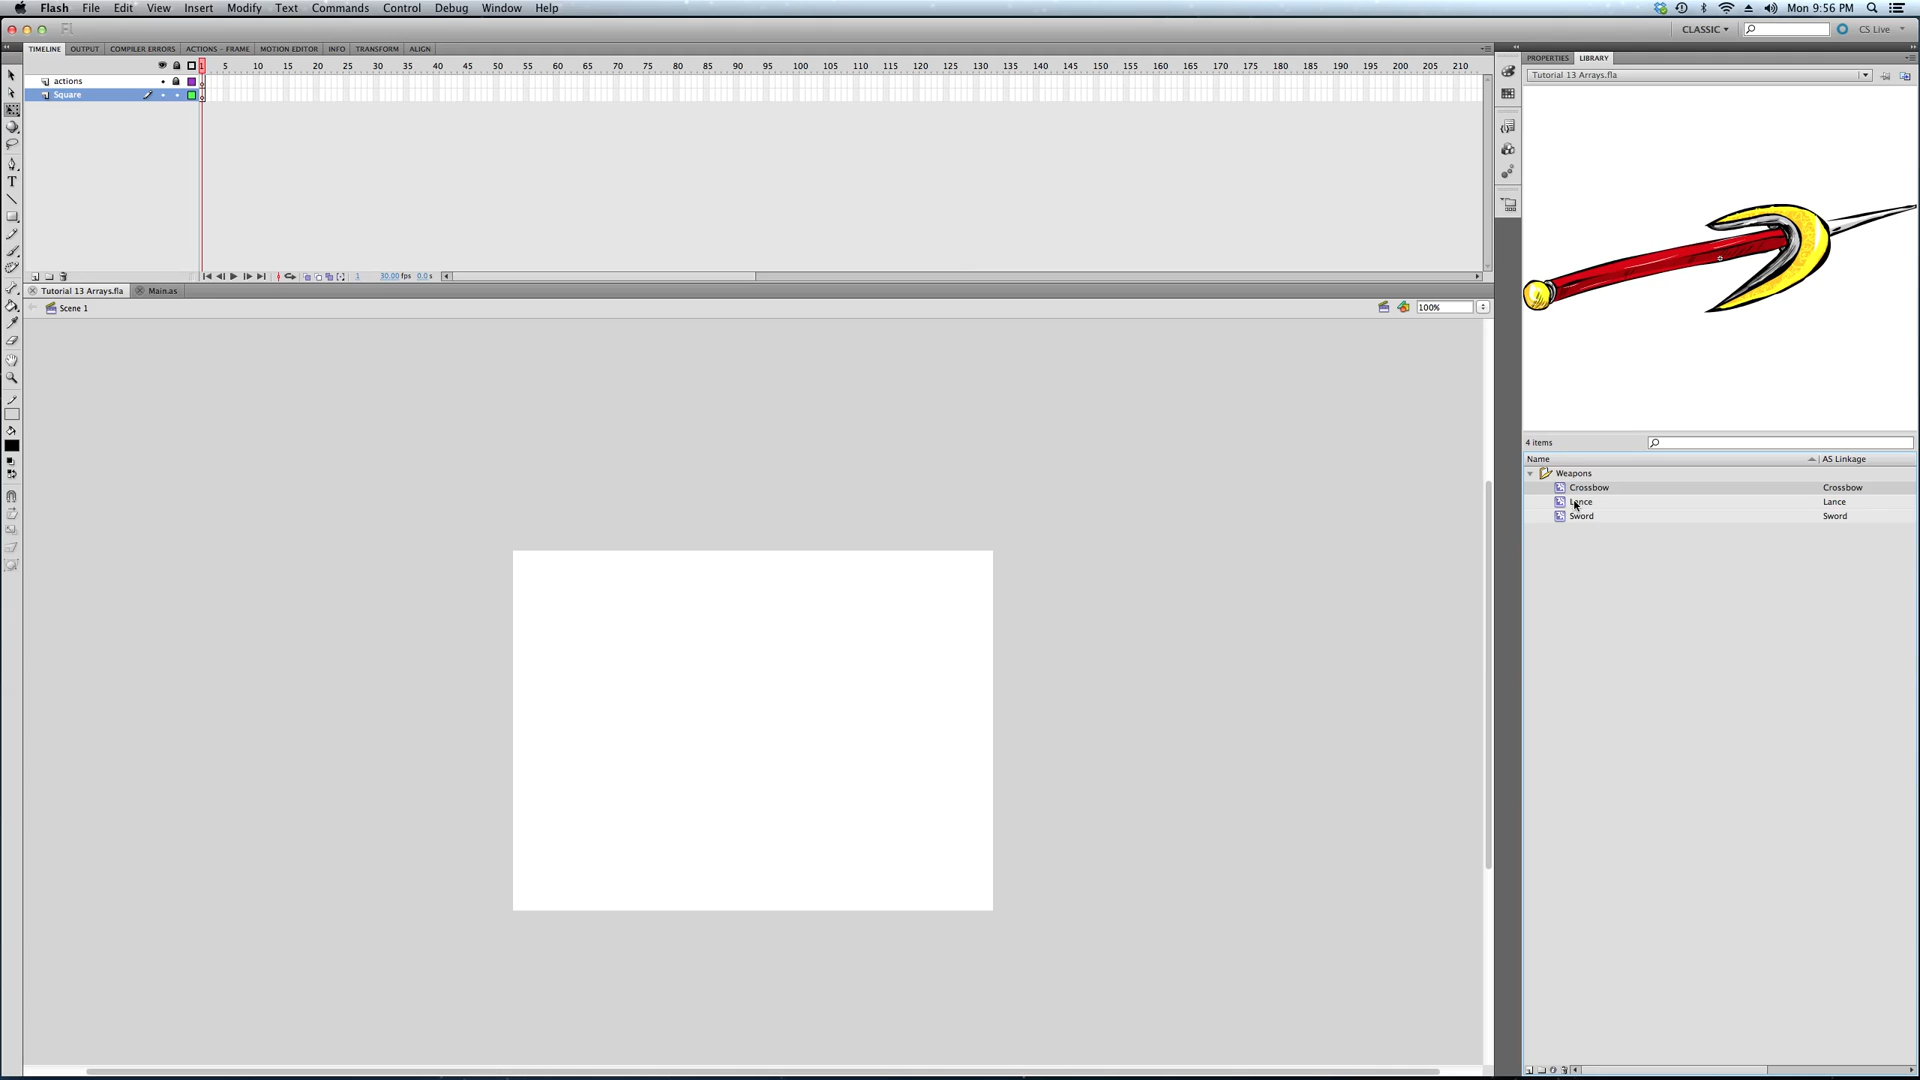 Flash File Edit View Insert Modify Text Commands Control Debug Window Help Mon 9:56 PM
Fl CLASSIC CS Live
TIMELINE OUTPUT COMPILER ERRORS ACTIONS - FRAME MOTION EDITOR INFO TRANSFORM ALIGN
PROPERTIES LIBRARY
1 5 10 15 20 25 30 35 40 45 50 55 60 65 70 75 80 85 90 95 100 105 110 115 120 125 130 135 140 145 150 155 160 165 170 175 180 185 190 195 200 205 210
Tutorial 13 Arrays.fla
actions
Square
1 30.00 fps 0.0 s
Tutorial 13 Arrays.fla Main.as
Scene 1 100%
4 items
Name AS Linkage
Weapons
Crossbow Crossbow
Lance Lance
Sword Sword